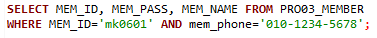 SELECT MEM_ID, MEM_PASS, MEM_NAME FROM PRO03_MEMBER
WHERE MEM_ID='mk0601' AND mem_phone='010-1234-5678';